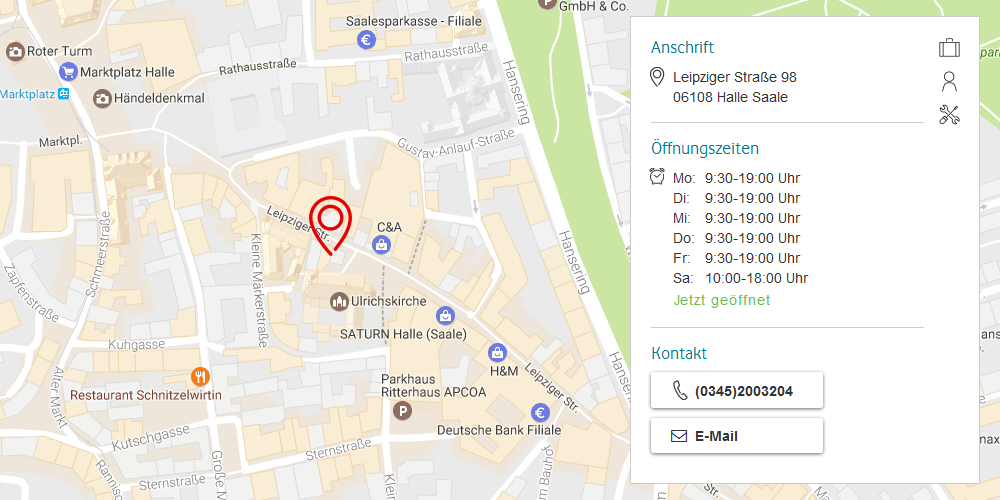 GmbH & Co.
Saalesparkasse - Filiale
Roter Turm
Rathausstraße
Rathausstraße
Marktplatz Halle
Marktplatz
Händeldenkmal
Hansering
Marktpl.
Gustav-Anlauf-Straße
Leipziger Str.
C&A
Kleine Märkerstraße
Schmeerstraße
Zapfenstraße
Hansering
Ulrichskirche
SATURN Halle (Saale)
Kuhgasse
H&M
Leipziger Str.
Hansering
Alter Markt
Restaurant Schnitzelwirtin
Parkhaus
Ritterhaus APCOA
P
Deutsche Bank Filiale
Kutschgasse
Sternstraße
Große M
Rannisch
Anschrift
Leipziger Straße 98
06108 Halle Saale
Öffnungszeiten
Mo: 9:30-19:00 Uhr
Di: 9:30-19:00 Uhr
Mi: 9:30-19:00 Uhr
Do: 9:30-19:00 Uhr
Fr: 9:30-19:00 Uhr
Sa: 10:00-18:00 Uhr
Jetzt geöffnet
Kontakt
(0345)2003204
E-Mail